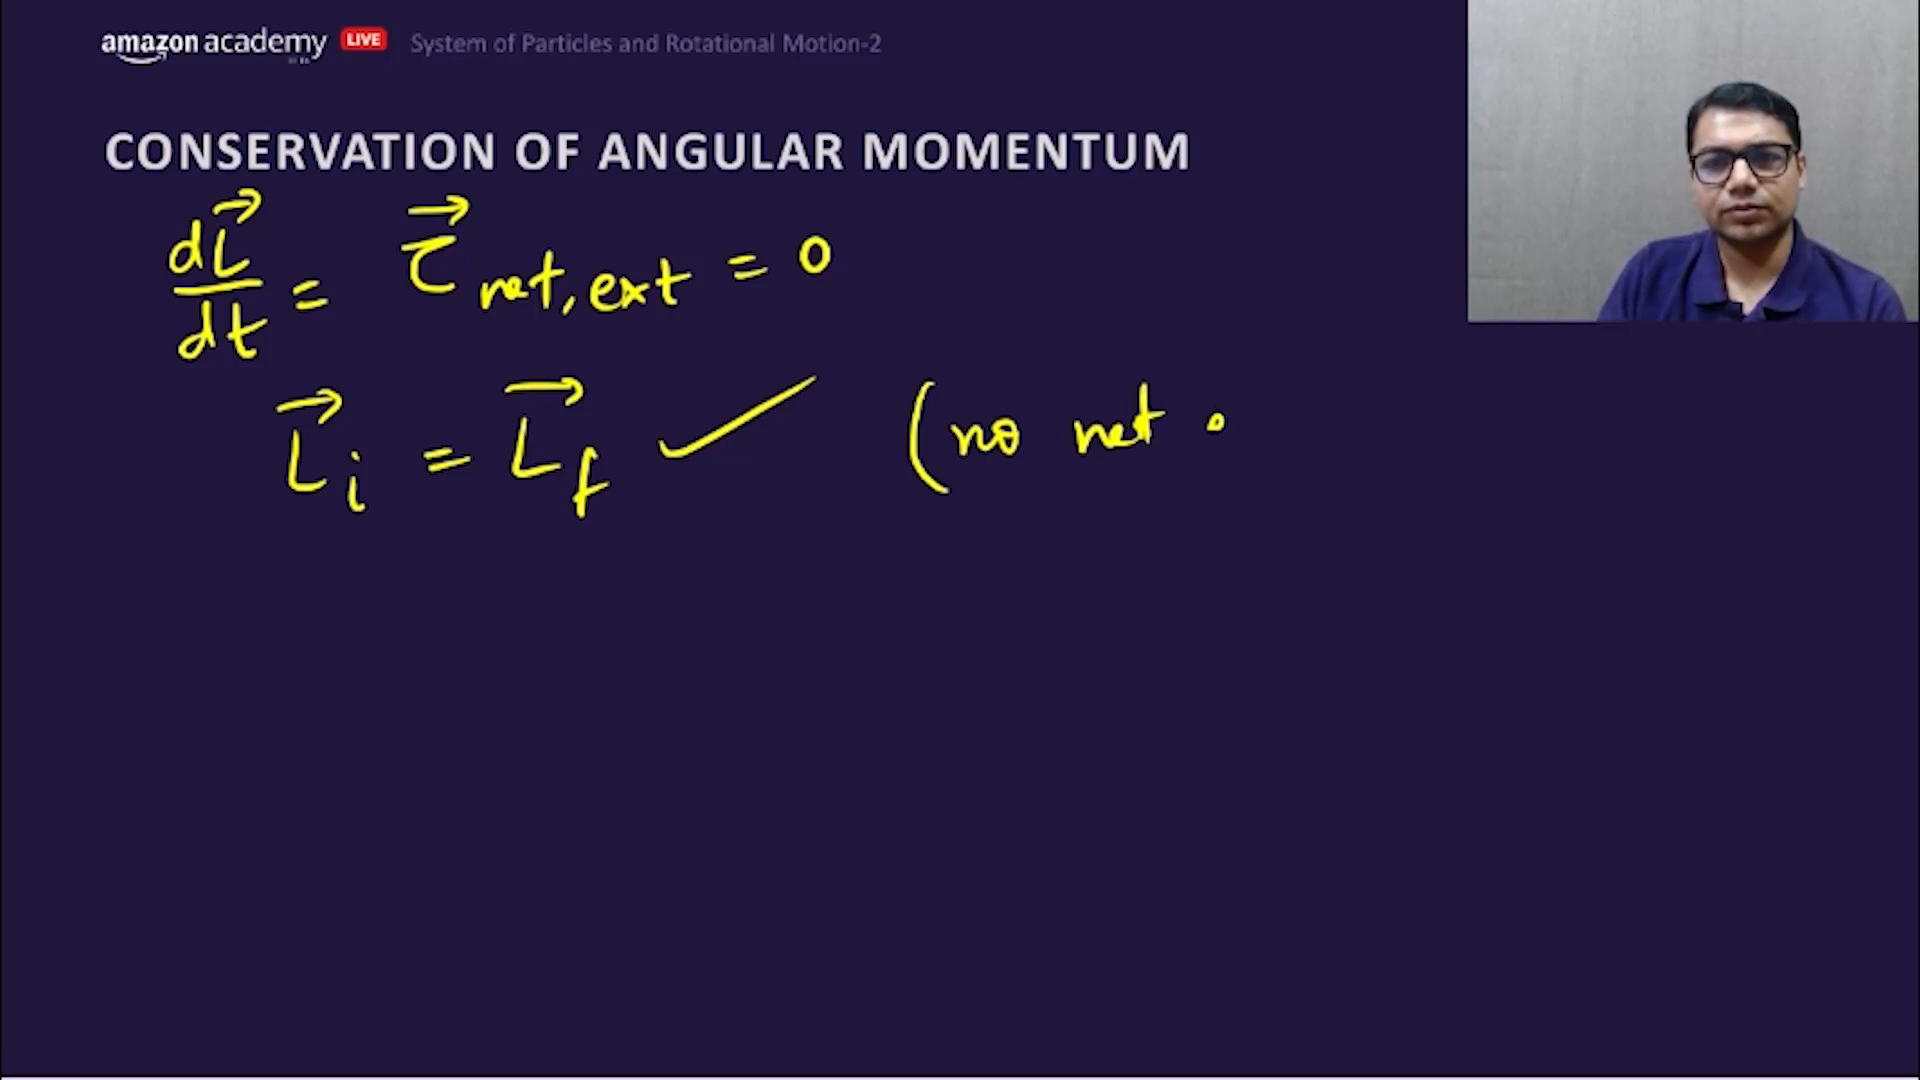 amazon academy LIVE System of Particles and Rotational Motion-2
CONSERVATION OF ANGULAR MOMENTUM
dL⃗/dt = τ⃗ net, ext = 0
L⃗i = L⃗f ✓ (no net